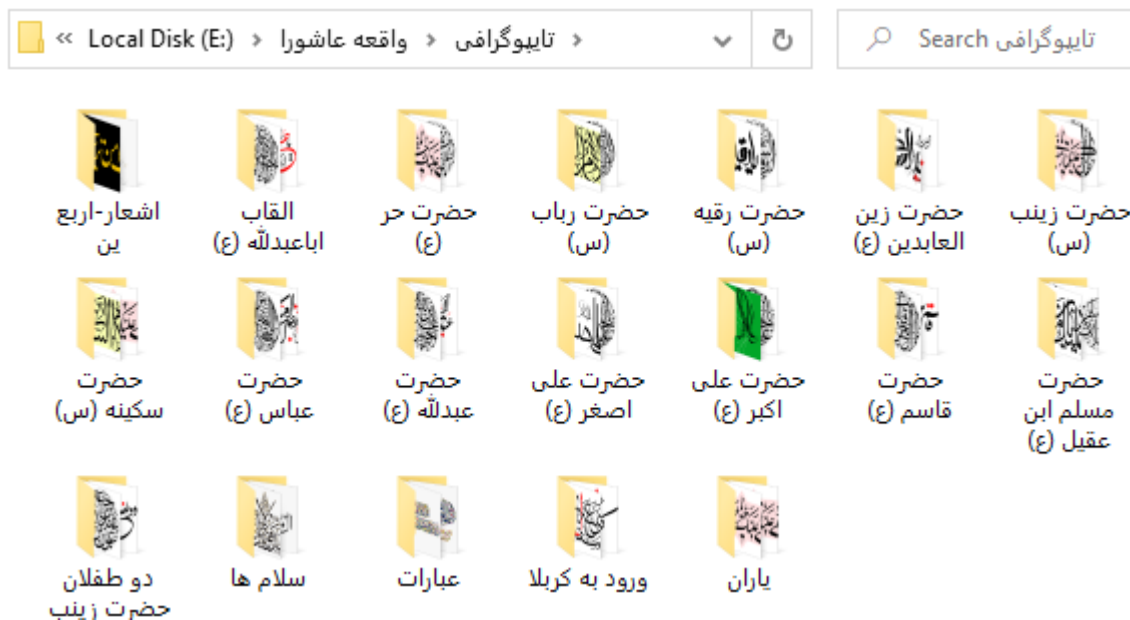 « Local Disk (E:) › واقعه عاشورا › تایپوگرافی ›
Search تایپوگرافی
اشعار-اربع
ین
القاب
اباعبدلله (ع)
حضرت حر
(ع)
حضرت رباب
(س)
حضرت رقیه
(س)
حضرت زین
العابدین (ع)
حضرت زینب
(س)
حضرت
سکینه (س)
حضرت
عباس (ع)
حضرت
عبدلله (ع)
حضرت علی
اصغر (ع)
حضرت علی
اکبر (ع)
حضرت
قاسم (ع)
حضرت
مسلم ابن
عقیل (ع)
دو طفلان
حضرت زینب
سلام ها
عبارات
ورود به کربلا
یاران